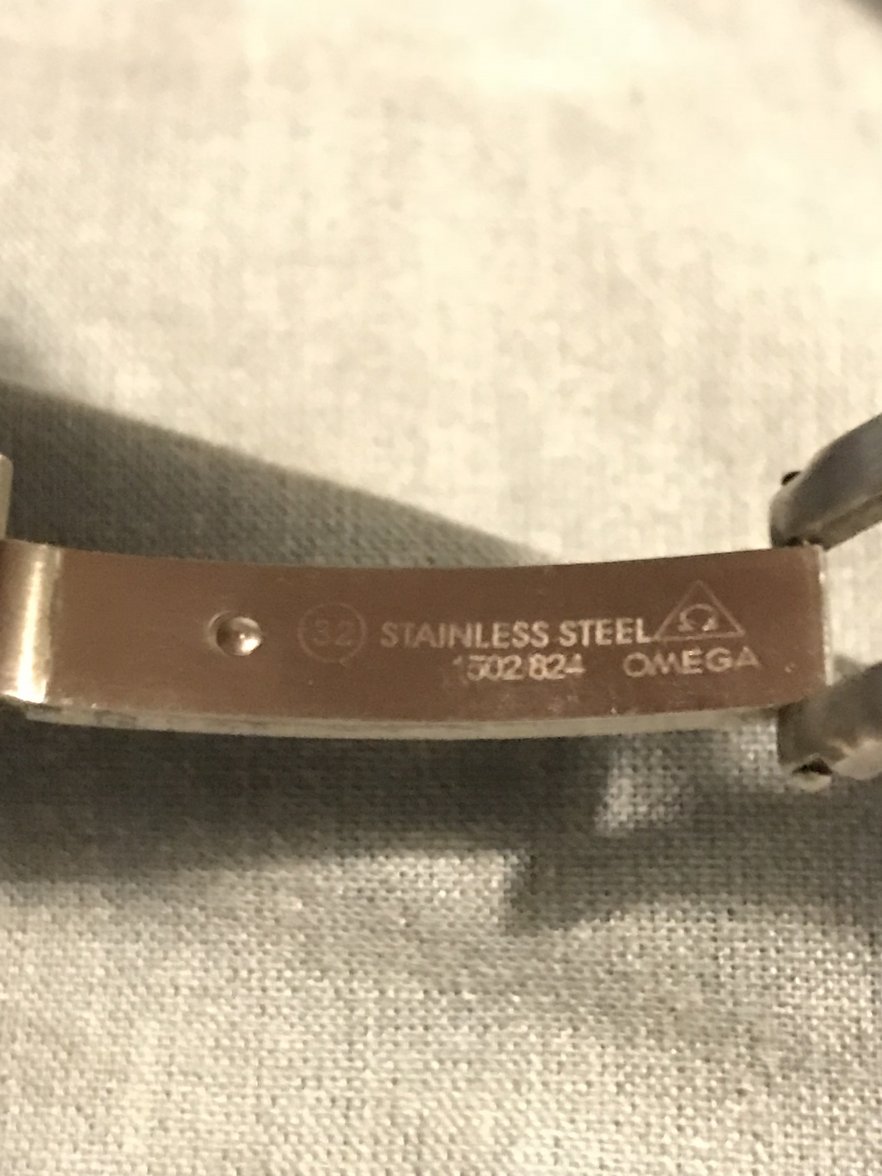 32 STAINLESS STEEL Ω
1502/824 OMEGA